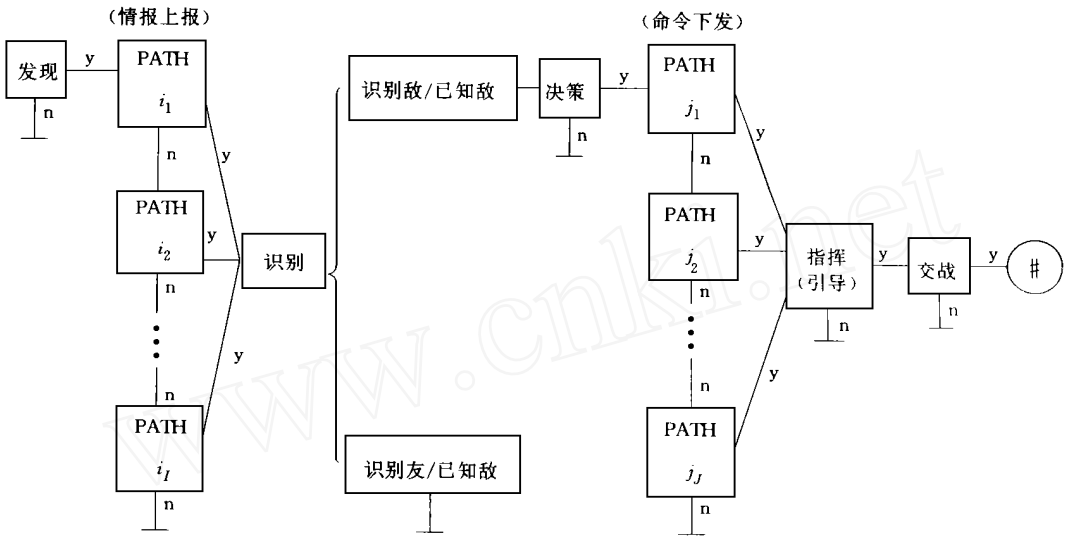 (情报上报)
(命令下发)
发现
y
PATH
i₁
n
n
y
PATH
i₂
y
n
n
y
PATH
i_I
n
识别
识别敌/已知敌
决策
y
n
识别友/已知敌
PATH
j₁
y
n
PATH
j₂
y
n
n
y
PATH
j_J
n
指挥
(引导)
y
n
交战
y
n
#
www.cnki.net